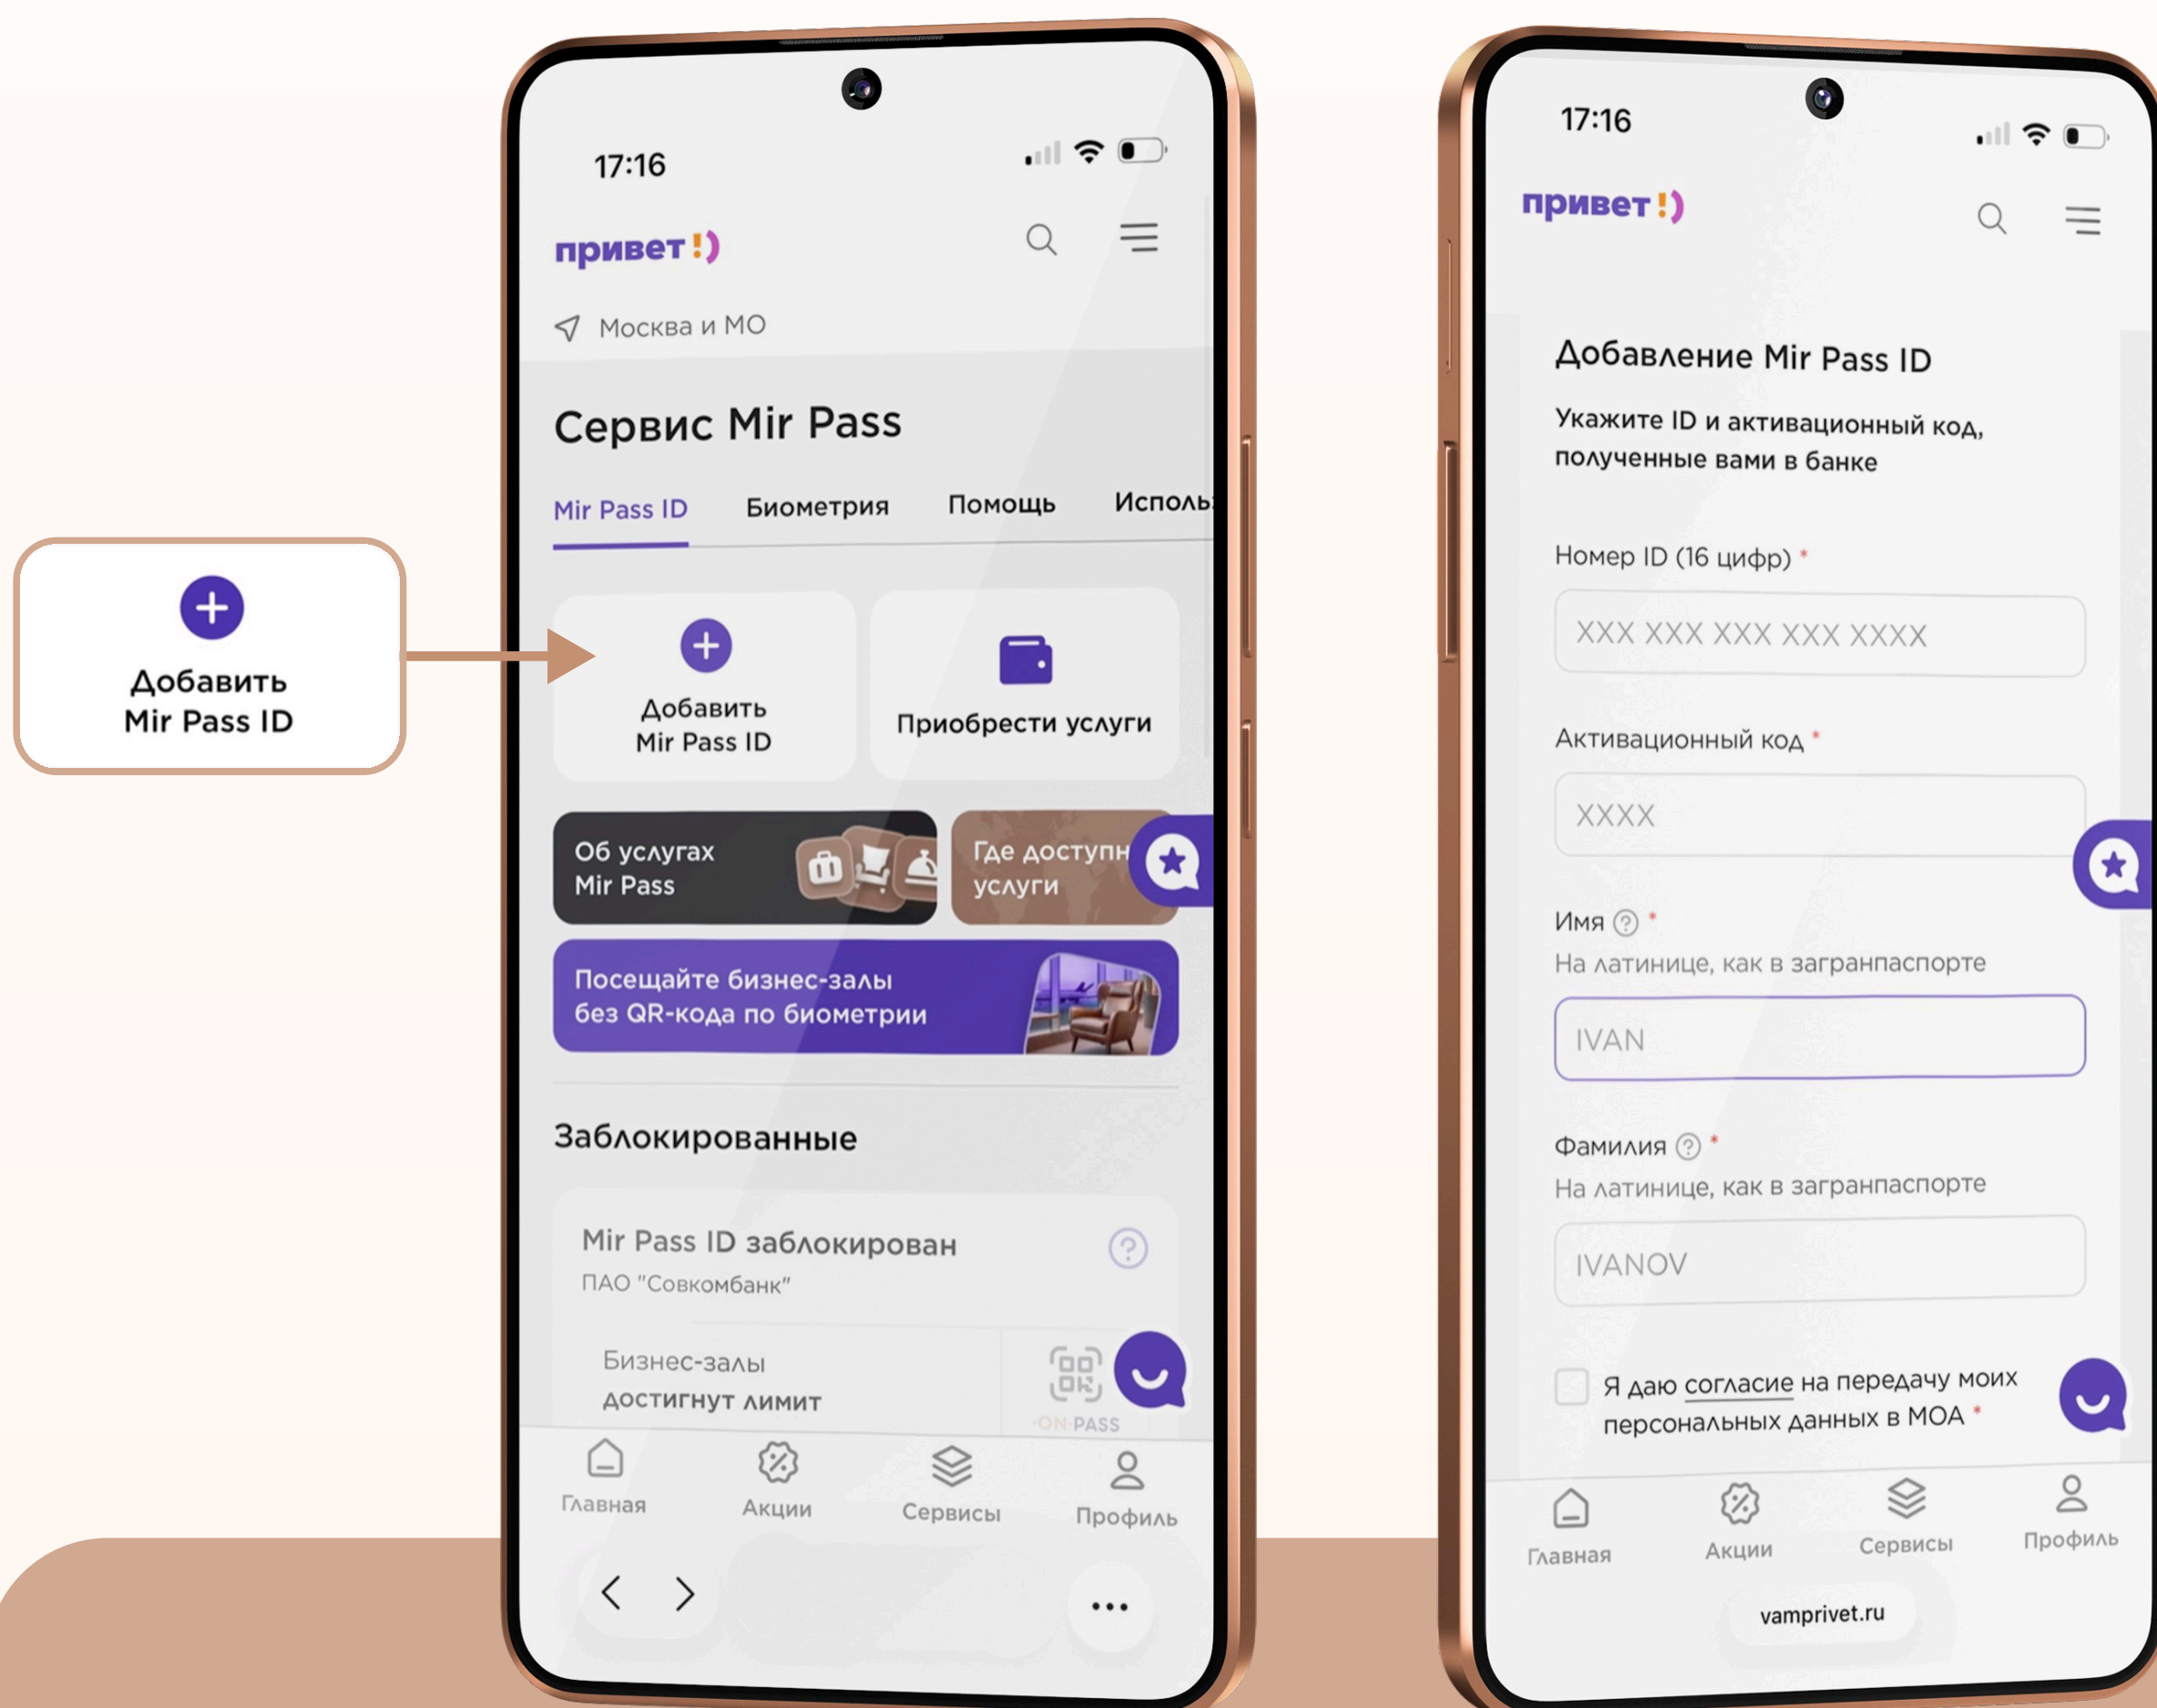 Добавить
Mir Pass ID
17:16
привет!)
Москва и МО
Сервис Mir Pass
Mir Pass ID Биометрия Помощь Исполь
Добавить
Mir Pass ID
Приобрести услуги
Об услугах
Mir Pass
Где доступн
услуги
Посещайте бизнес-залы
без QR-кода по биометрии
Заблокированные
Mir Pass ID заблокирован
ПАО "Совкомбанк"
Бизнес-залы
достигнут лимит
ON·PASS
Главная Акции Сервисы Профиль
17:16
привет!)
Добавление Mir Pass ID
Укажите ID и активационный код,
полученные вами в банке
Номер ID (16 цифр) *
XXX XXX XXX XXX XXXX
Активационный код *
XXXX
Имя ? *
На латинице, как в загранпаспорте
IVAN
Фамилия ? *
На латинице, как в загранпаспорте
IVANOV
Я даю согласие на передачу моих
персональных данных в МОА *
Главная Акции Сервисы Профиль
vamprivet.ru